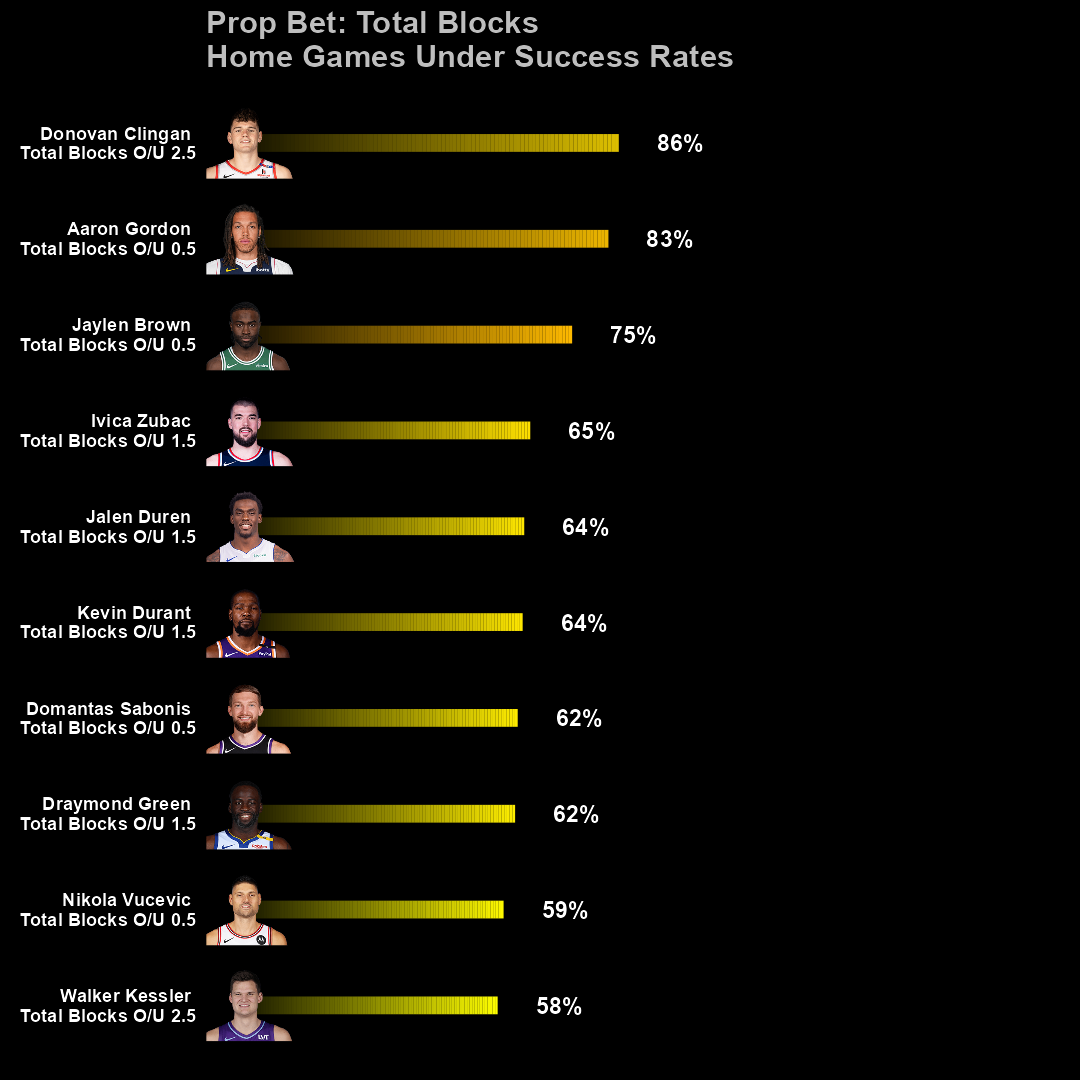 Prop Bet: Total Blocks
Home Games Under Success Rates
Donovan Clingan
Total Blocks O/U 2.5
86%
Aaron Gordon
Total Blocks O/U 0.5
83%
Jaylen Brown
Total Blocks O/U 0.5
75%
Ivica Zubac
Total Blocks O/U 1.5
65%
Jalen Duren
Total Blocks O/U 1.5
64%
Kevin Durant
Total Blocks O/U 1.5
64%
Domantas Sabonis
Total Blocks O/U 0.5
62%
Draymond Green
Total Blocks O/U 1.5
62%
Nikola Vucevic
Total Blocks O/U 0.5
59%
Walker Kessler
Total Blocks O/U 2.5
58%